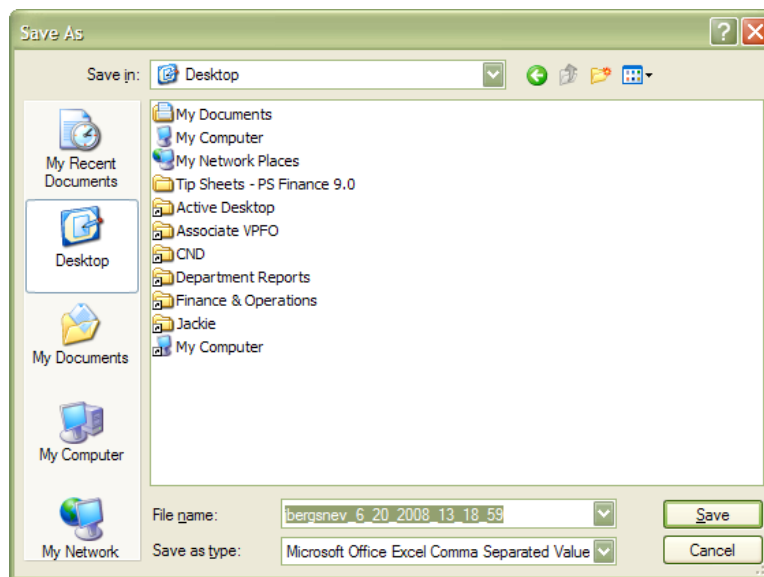 Save As
Save in:
Desktop
My Recent
Documents
Desktop
My Documents
My Computer
My Network
My Documents
My Computer
My Network Places
Tip Sheets - PS Finance 9.0
Active Desktop
Associate VPFO
CND
Department Reports
Finance & Operations
Jackie
My Computer
File name:
bergsnev_6_20_2008_13_18_59
Save
Save as type:
Microsoft Office Excel Comma Separated Value
Cancel